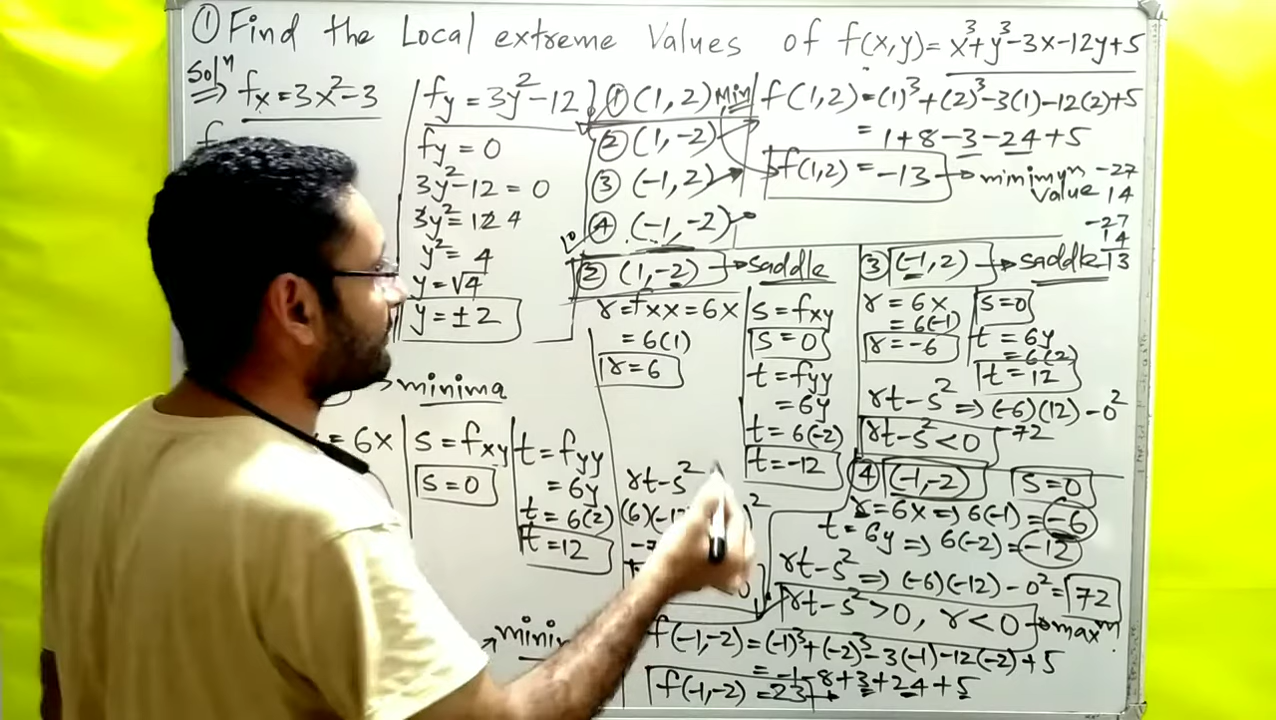 ① Find the Local extreme Values of f(x,y)= x³+y³-3x-12y+5
Solⁿ ⇒ fx = 3x²-3
fy = 3y²-12
fy = 0
3y²-12 = 0
3y² = 12 4
y² = 4
y = √4
y = ±2
① (1,2) Min
② (1,-2)
③ (-1,2)
④ (-1,-2)
f(1,2) = (1)³+(2)³-3(1)-12(2)+5
= 1+8-3-24+5
f(1,2) = -13 → minimum value
-27
14
-27
14
-13
→ minima
= 6x
s = fxy
s = 0
t = fyy
= 6y
t = 6(2)
t = 12
② (1,-2) → saddle
r = fxx = 6x
= 6(1)
r = 6
s = fxy
s = 0
t = fyy
= 6y
t = 6(-2)
t = -12
rt-s²
③ (-1,2) → saddle
r = 6x
= 6(-1)
r = -6
s = 0
t = 6y
= 6(2)
t = 12
rt-s² ⇒ (-6)(12)-0²
rt-s² < 0
-72
④ (-1,-2)
s = 0
r = 6x ⇒ 6(-1) = -6
t = 6y ⇒ 6(-2) = -12
rt-s² ⇒ (-6)(-12)-0² = 72
rt-s² > 0, r < 0 → maxᵐ
f(-1,-2) = (-1)³+(-2)³-3(-1)-12(-2)+5
= -1-8+3+24+5
f(-1,-2) = 23